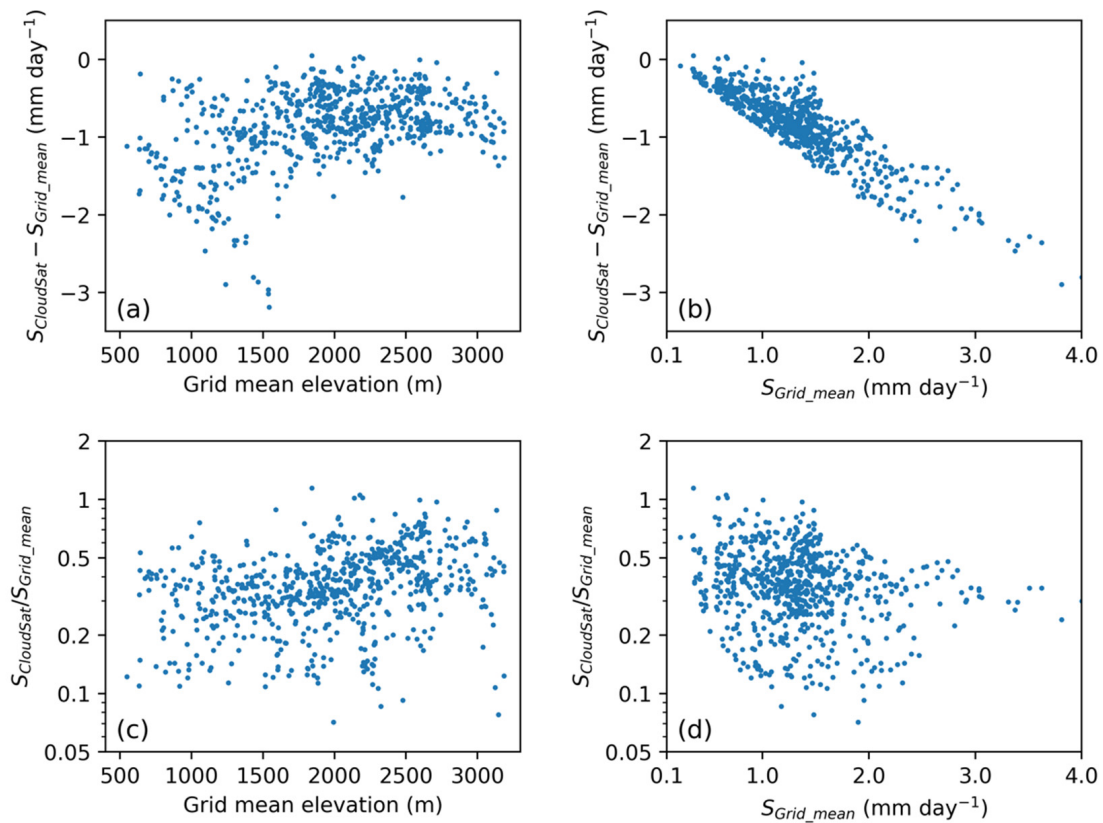 S_CloudSat − S_Grid_mean (mm day⁻¹)
0
−1
−2
−3
(a)
500 1000 1500 2000 2500 3000
Grid mean elevation (m)
S_CloudSat − S_Grid_mean (mm day⁻¹)
0
−1
−2
−3
(b)
0.1 1.0 2.0 3.0 4.0
S_Grid_mean (mm day⁻¹)
S_CloudSat/S_Grid_mean
2
1
0.5
0.2
0.1
0.05
(c)
500 1000 1500 2000 2500 3000
Grid mean elevation (m)
S_CloudSat/S_Grid_mean
2
1
0.5
0.2
0.1
0.05
(d)
0.1 1.0 2.0 3.0 4.0
S_Grid_mean (mm day⁻¹)